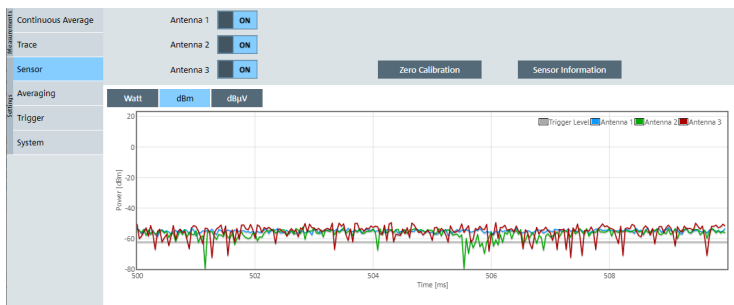 Measurements
Continuous Average
Trace
Settings
Sensor
Averaging
Trigger
System
Antenna 1 ON
Antenna 2 ON
Antenna 3 ON
Zero Calibration
Sensor Information
Watt dBm dBµV
Trigger Level Antenna 1 Antenna 2 Antenna 3
Power [dBm]
20
0
-20
-40
-60
-80
500 502 504 506 508
Time [ms]